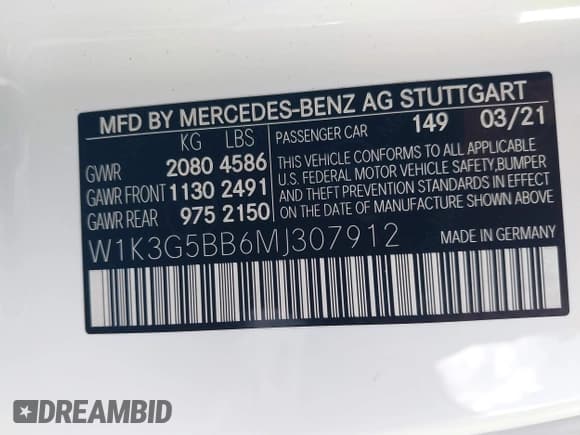 MFD BY MERCEDES-BENZ AG STUTTGART
KG LBS
GVWR 2080 4586
GAWR FRONT 1130 2491
GAWR REAR 975 2150
PASSENGER CAR 149 03/21
THIS VEHICLE CONFORMS TO ALL APPLICABLE
U.S. FEDERAL MOTOR VEHICLE SAFETY, BUMPER
AND THEFT PREVENTION STANDARDS IN EFFECT
ON THE DATE OF MANUFACTURE SHOWN ABOVE.
W1K3G5BB6MJ307912
MADE IN GERMANY
DREAMBID